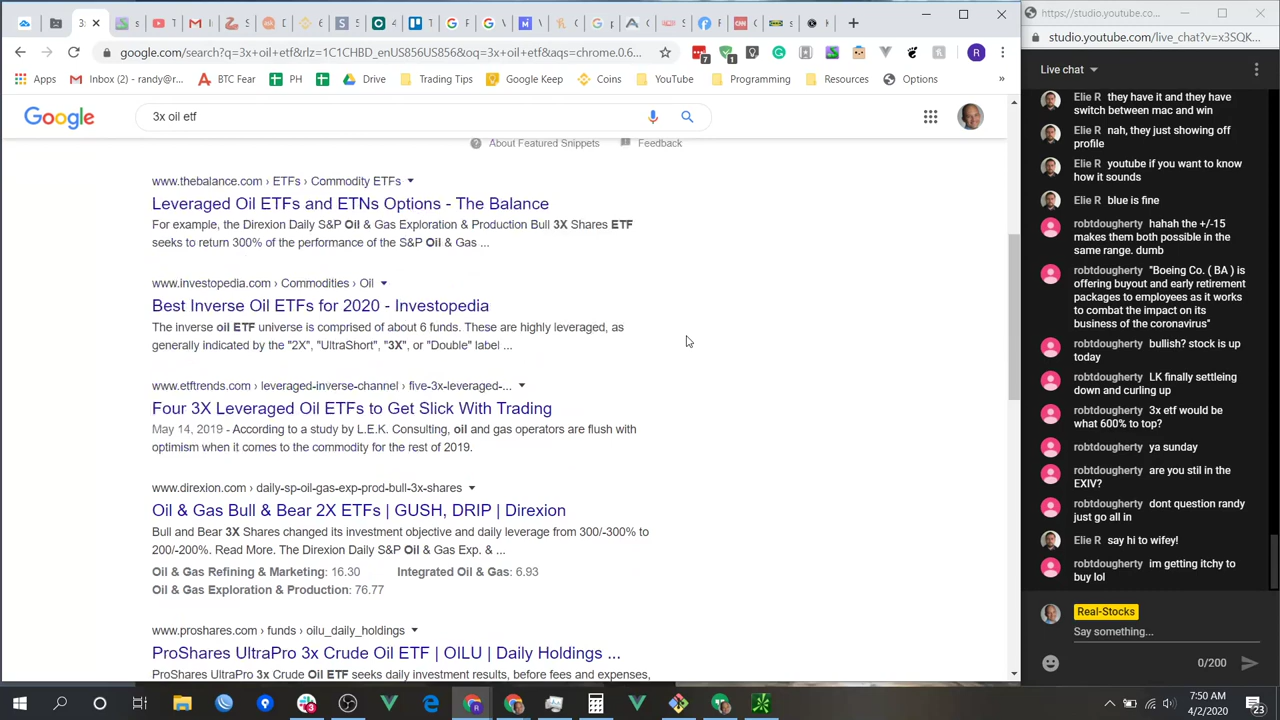 3x
google.com/search?q=3x+oil+etf&rlz=1C1CHBD_enUS856US856&oq=3x+oil+etf&aqs=chrome.0.6...
Apps
Inbox (2) - randy@r...
BTC Fear
PH
Drive
Trading Tips
Google Keep
Coins
YouTube
Programming
Resources
Options
»
Google
3x oil etf
About Featured Snippets
Feedback
www.thebalance.com › ETFs › Commodity ETFs
Leveraged Oil ETFs and ETNs Options - The Balance
For example, the Direxion Daily S&P Oil & Gas Exploration & Production Bull 3X Shares ETF
seeks to return 300% of the performance of the S&P Oil & Gas ...
www.investopedia.com › Commodities › Oil
Best Inverse Oil ETFs for 2020 - Investopedia
The inverse oil ETF universe is comprised of about 6 funds. These are highly leveraged, as
generally indicated by the "2X", "UltraShort", "3X", or "Double" label ...
www.etftrends.com › leveraged-inverse-channel › five-3x-leveraged-...
Four 3X Leveraged Oil ETFs to Get Slick With Trading
May 14, 2019 - According to a study by L.E.K. Consulting, oil and gas operators are flush with
optimism when it comes to the commodity for the rest of 2019.
www.direxion.com › daily-sp-oil-gas-exp-prod-bull-3x-shares
Oil & Gas Bull & Bear 2X ETFs | GUSH, DRIP | Direxion
Bull and Bear 3X Shares changed its investment objective and daily leverage from 300/-300% to
200/-200%. Read More. The Direxion Daily S&P Oil & Gas Exp. & ...
Oil & Gas Refining & Marketing: 16.30
Integrated Oil & Gas: 6.93
Oil & Gas Exploration & Production: 76.77
www.proshares.com › funds › oilu_daily_holdings
ProShares UltraPro 3x Crude Oil ETF | OILU | Daily Holdings ...
ProShares UltraPro 3x Crude Oil ETF seeks daily investment results, before fees and expenses,
https://studio.youtube.co...
studio.youtube.com/live_chat?v=x3SQK...
Live chat
Elie R they have it and they have
switch between mac and win
Elie R nah, they just showing off
profile
Elie R youtube if you want to know
how it sounds
Elie R blue is fine
robtdougherty hahah the +/-15
makes them both possible in the
same range. dumb
robtdougherty "Boeing Co. ( BA ) is
offering buyout and early retirement
packages to employees as it works
to combat the impact on its
business of the coronavirus"
robtdougherty bullish? stock is up
today
robtdougherty LK finally settleing
down and curling up
robtdougherty 3x etf would be
what 600% to top?
robtdougherty ya sunday
robtdougherty are you stil in the
EXIV?
robtdougherty dont question randy
just go all in
Elie R say hi to wifey!
robtdougherty im getting itchy to
buy lol
Real-Stocks
Say something...
0/200
7:50 AM
4/2/2020
23